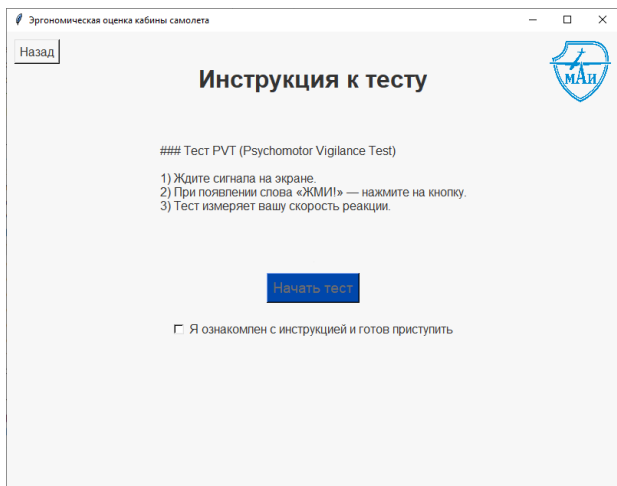 Эргономическая оценка кабины самолета
Назад
МАИ
Инструкция к тесту
### Тест PVT (Psychomotor Vigilance Test)
1) Ждите сигнала на экране.
2) При появлении слова «ЖМИ!» — нажмите на кнопку.
3) Тест измеряет вашу скорость реакции.
Начать тест
Я ознакомлен с инструкцией и готов приступить